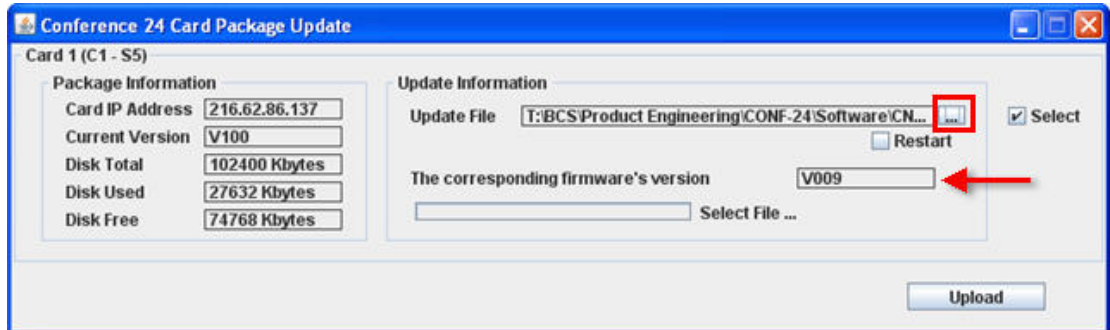 Conference 24 Card Package Update
Card 1 (C1 - S5)
Package Information
Card IP Address 216.62.86.137
Current Version V100
Disk Total 102400 Kbytes
Disk Used 27632 Kbytes
Disk Free 74768 Kbytes
Update Information
Update File T:\BCS\Product Engineering\CONF-24\Software\CN... ...
Select
Restart
The corresponding firmware's version V009
Select File ...
Upload